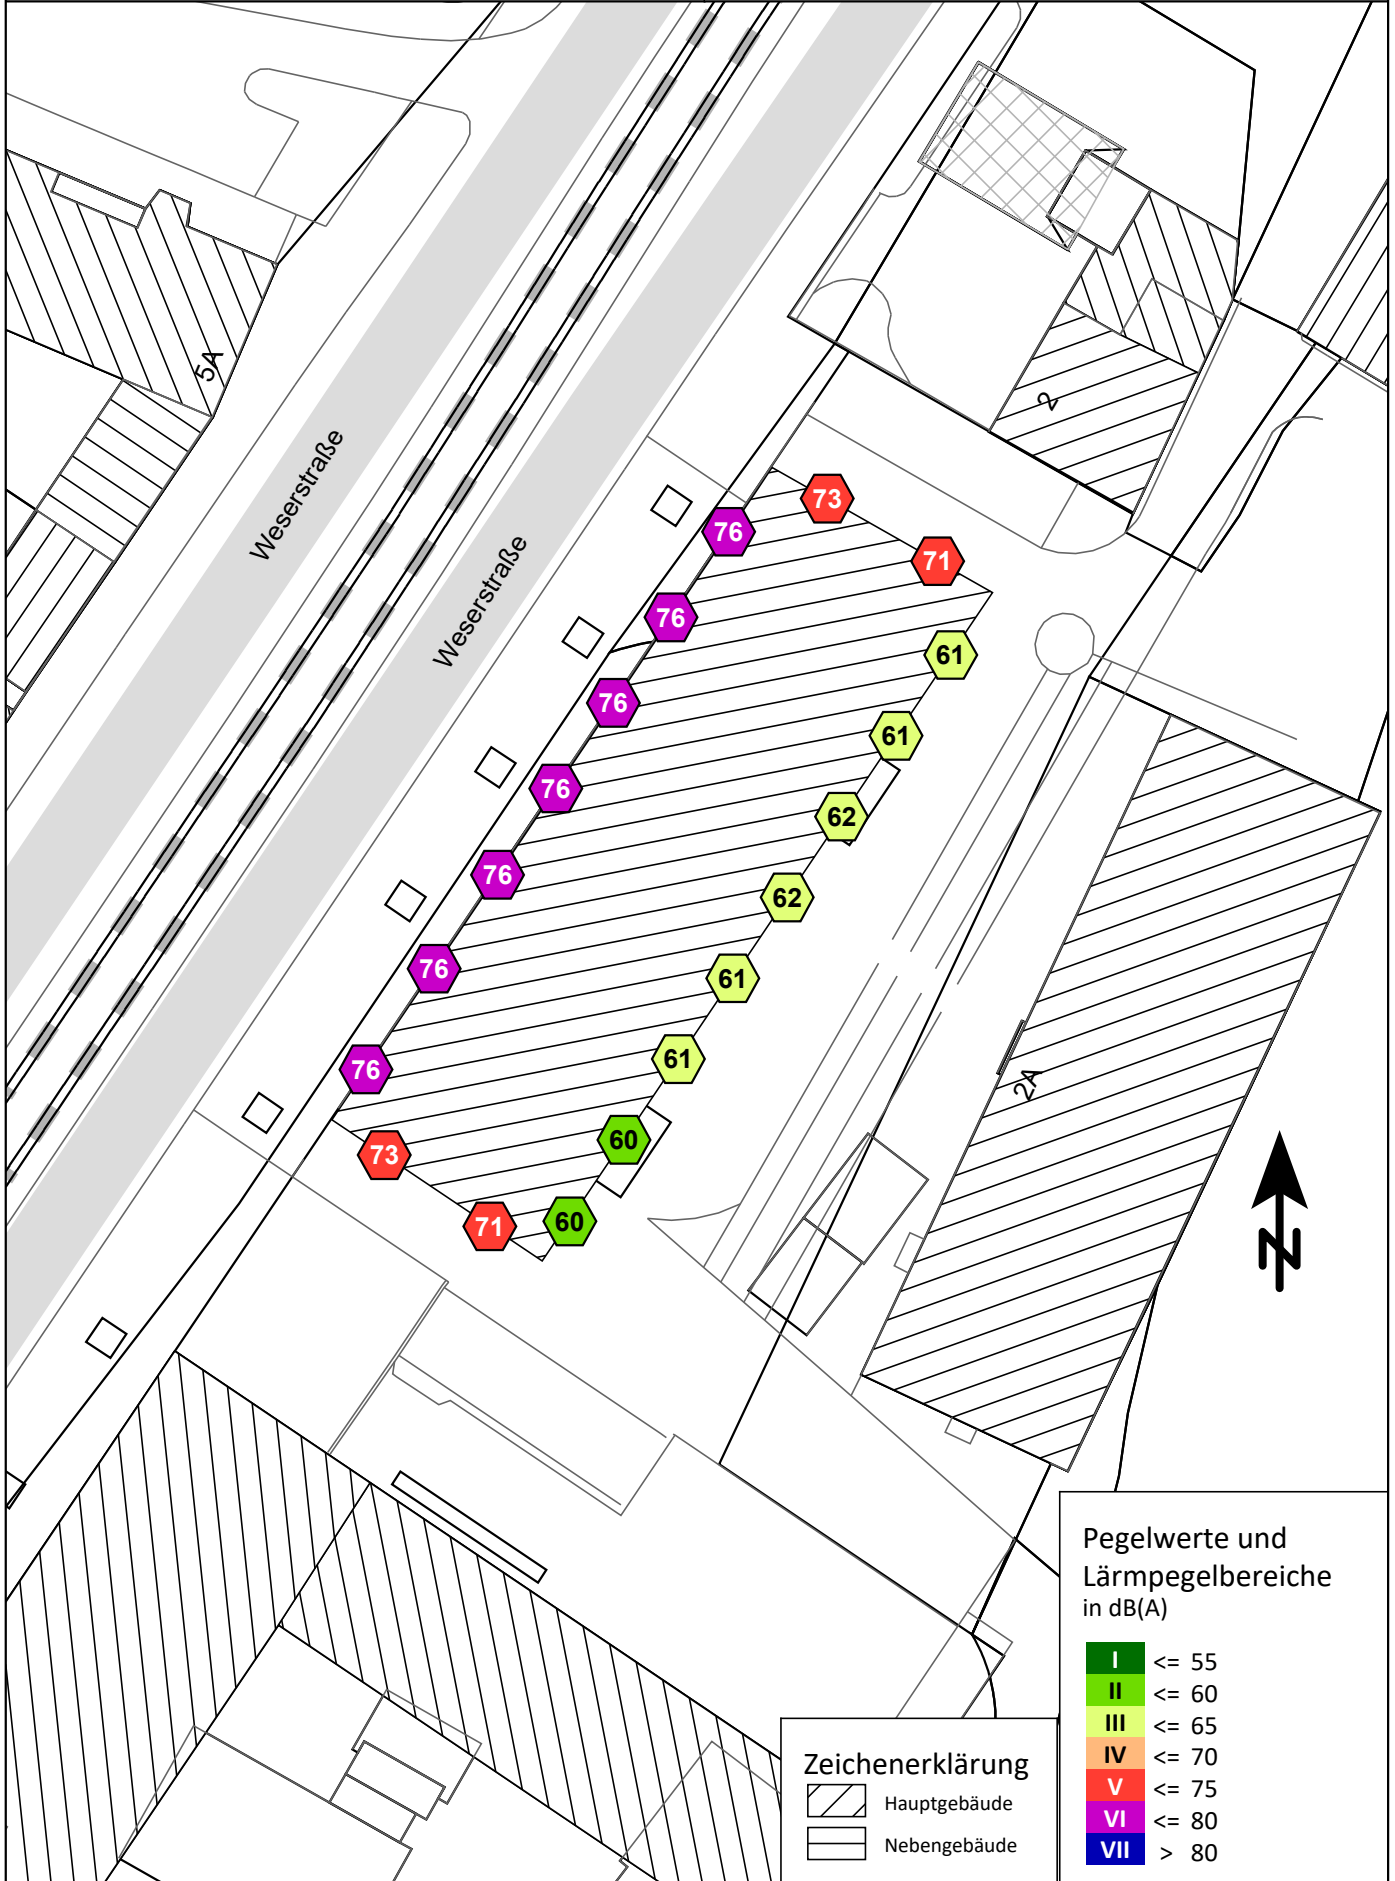 5A
2
Weserstraße
73
76
Weserstraße
71
76
61
76
61
76
62
76
62
76
61
61
76
2A
60
73
60
71
N
Pegelwerte und
Lärmpegelbereiche
in dB(A)
I <= 55
II <= 60
III <= 65
IV <= 70
V <= 75
VI <= 80
VII > 80
Zeichenerklärung
Hauptgebäude
Nebengebäude